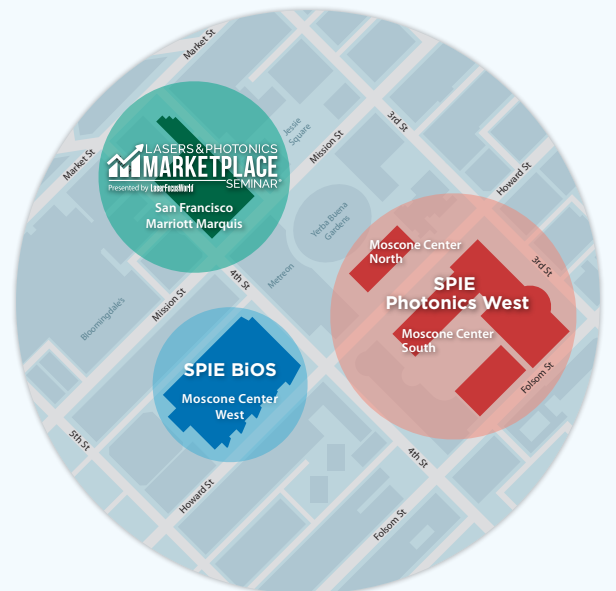 Market St
3rd St
Jessie
Square
Mission St
Market St
LASERS & PHOTONICS
MARKETPLACE
SEMINAR
Presented by LaserFocusWorld
San Francisco
Marriott Marquis
Howard St
Yerba Buena
Gardens
Moscone Center
North
3rd St
4th St
Metreon
SPIE
Photonics West
Mission St
Bloomingdale's
Moscone Center
South
SPIE BiOS
Moscone Center
West
Folsom St
5th St
4th St
Howard St
Folsom St